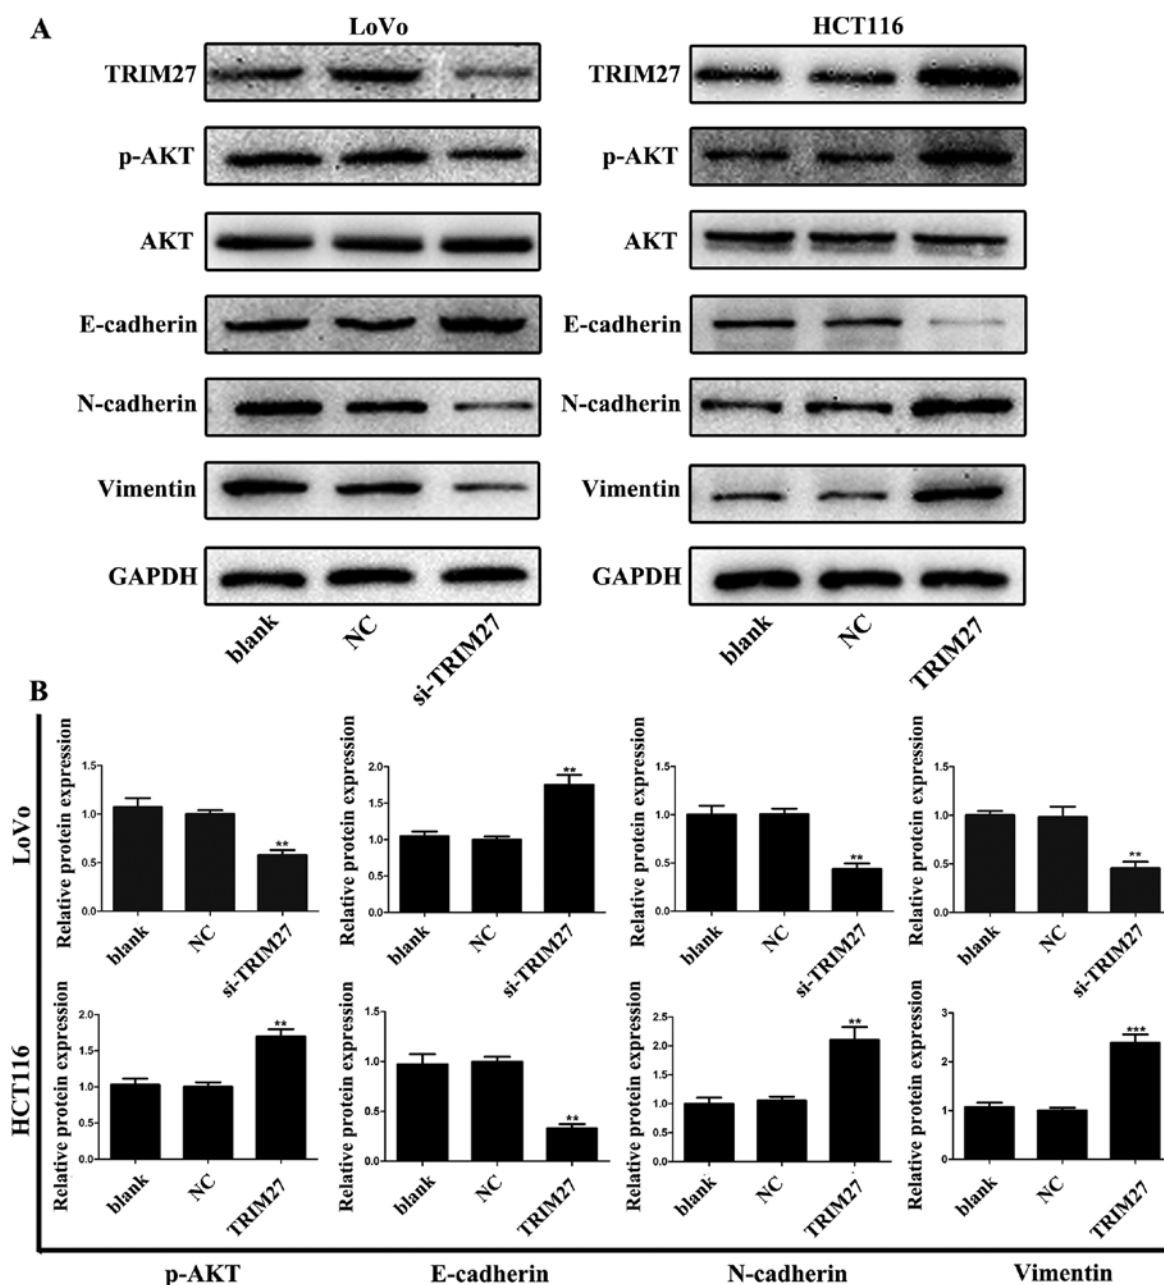 A
LoVo
HCT116
TRIM27
p-AKT
AKT
E-cadherin
N-cadherin
Vimentin
GAPDH
blank
NC
si-TRIM27
TRIM27
p-AKT
AKT
E-cadherin
N-cadherin
Vimentin
GAPDH
blank
NC
TRIM27
B
LoVo
Relative protein expression
1.5
1.0
0.5
0.0
**
blank
NC
si-TRIM27
Relative protein expression
2.0
1.5
1.0
0.5
0.0
**
blank
NC
si-TRIM27
Relative protein expression
1.5
1.0
0.5
0.0
**
blank
NC
si-TRIM27
Relative protein expression
1.5
1.0
0.5
0.0
**
blank
NC
si-TRIM27
HCT116
Relative protein expression
2.0
1.5
1.0
0.5
0.0
**
blank
NC
TRIM27
Relative protein expression
1.5
1.0
0.5
0.0
**
blank
NC
TRIM27
Relative protein expression
2.5
2.0
1.5
1.0
0.5
0.0
**
blank
NC
TRIM27
Relative protein expression
3
2
1
0
***
blank
NC
TRIM27
p-AKT
E-cadherin
N-cadherin
Vimentin